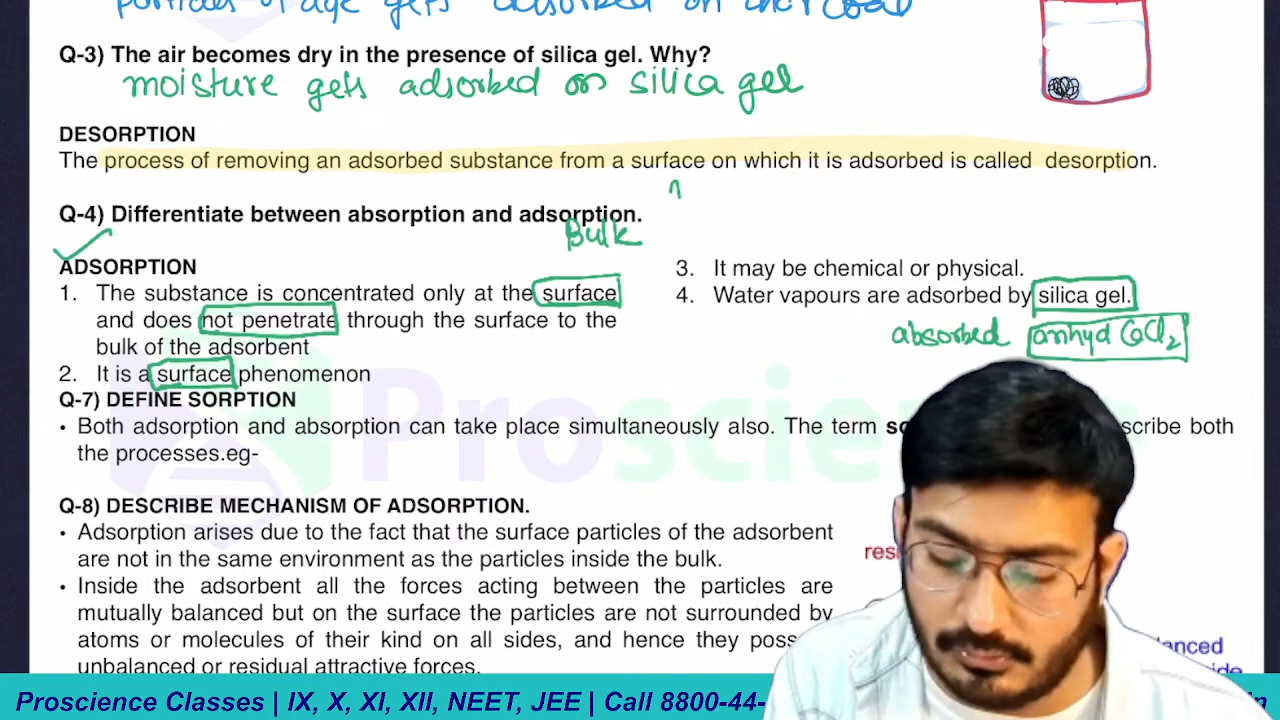 particles of dye gets adsorbed on charcoal
Q-3) The air becomes dry in the presence of silica gel. Why?
moisture gets adsorbed on silica gel
DESORPTION
The process of removing an adsorbed substance from a surface on which it is adsorbed is called desorption.
Q-4) Differentiate between absorption and adsorption.
Bulk
ADSORPTION
1. The substance is concentrated only at the surface
and does not penetrate through the surface to the
bulk of the adsorbent
2. It is a surface phenomenon
3. It may be chemical or physical.
4. Water vapours are adsorbed by silica gel.
absorbed anhyd CaCl2
Q-7) DEFINE SORPTION
• Both adsorption and absorption can take place simultaneously also. The term scribe both
the processes.eg-
Proscience
Q-8) DESCRIBE MECHANISM OF ADSORPTION.
• Adsorption arises due to the fact that the surface particles of the adsorbent
are not in the same environment as the particles inside the bulk.
• Inside the adsorbent all the forces acting between the particles are
mutually balanced but on the surface the particles are not surrounded by
atoms or molecules of their kind on all sides, and hence they poss
unbalanced or residual attractive forces.
Proscience Classes | IX, X, XI, XII, NEET, JEE | Call 8800-44-